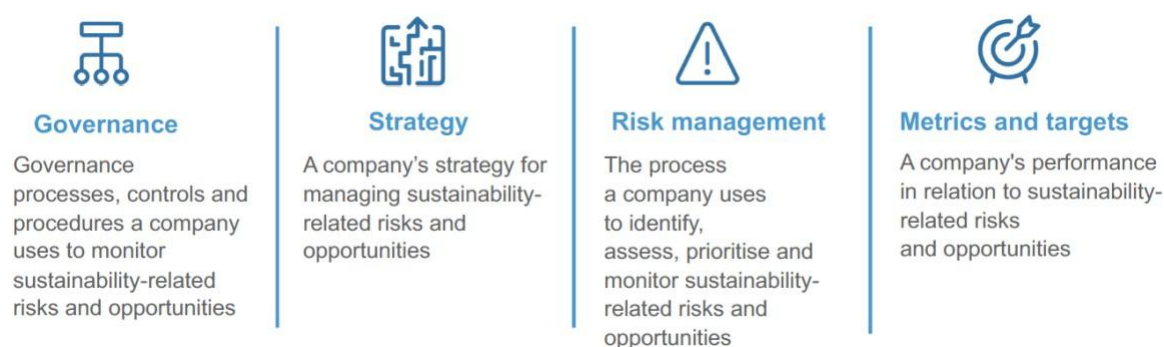 Governance
Governance
processes, controls and
procedures a company
uses to monitor
sustainability-related
risks and opportunities
Strategy
A company’s strategy for
managing sustainability-
related risks and
opportunities
Risk management
The process
a company uses
to identify,
assess, prioritise and
monitor sustainability-
related risks and
opportunities
Metrics and targets
A company's performance
in relation to sustainability-
related risks
and opportunities